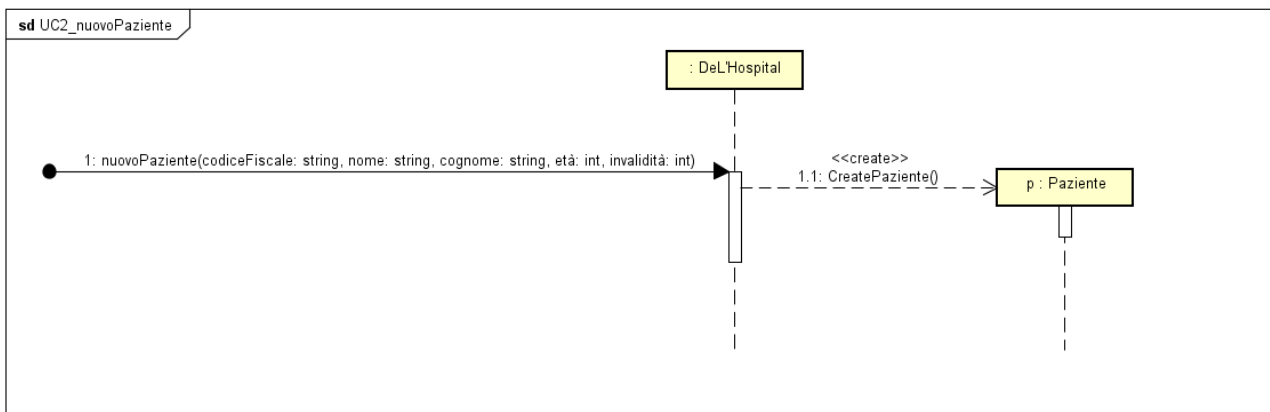 sd UC2_nuovoPaziente
: DeL'Hospital
1: nuovoPaziente(codiceFiscale: string, nome: string, cognome: string, età: int, invalidità: int)
<<create>>
1.1: CreatePaziente()
p : Paziente